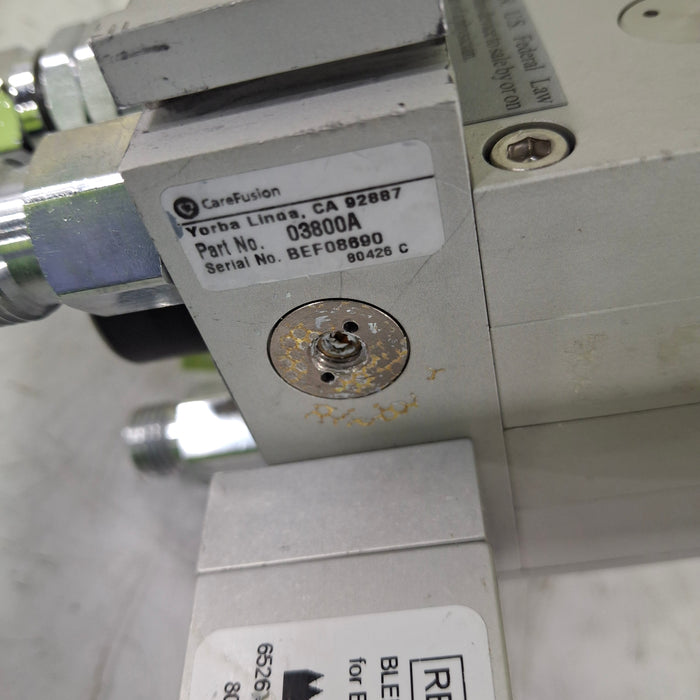 CareFusion
Yorba Linda, CA 92887
Part No. 03800A
Serial No. BEF08690
80426 C
U.S. Federal Law
sale by or on
RE
BLE
for
6526
80